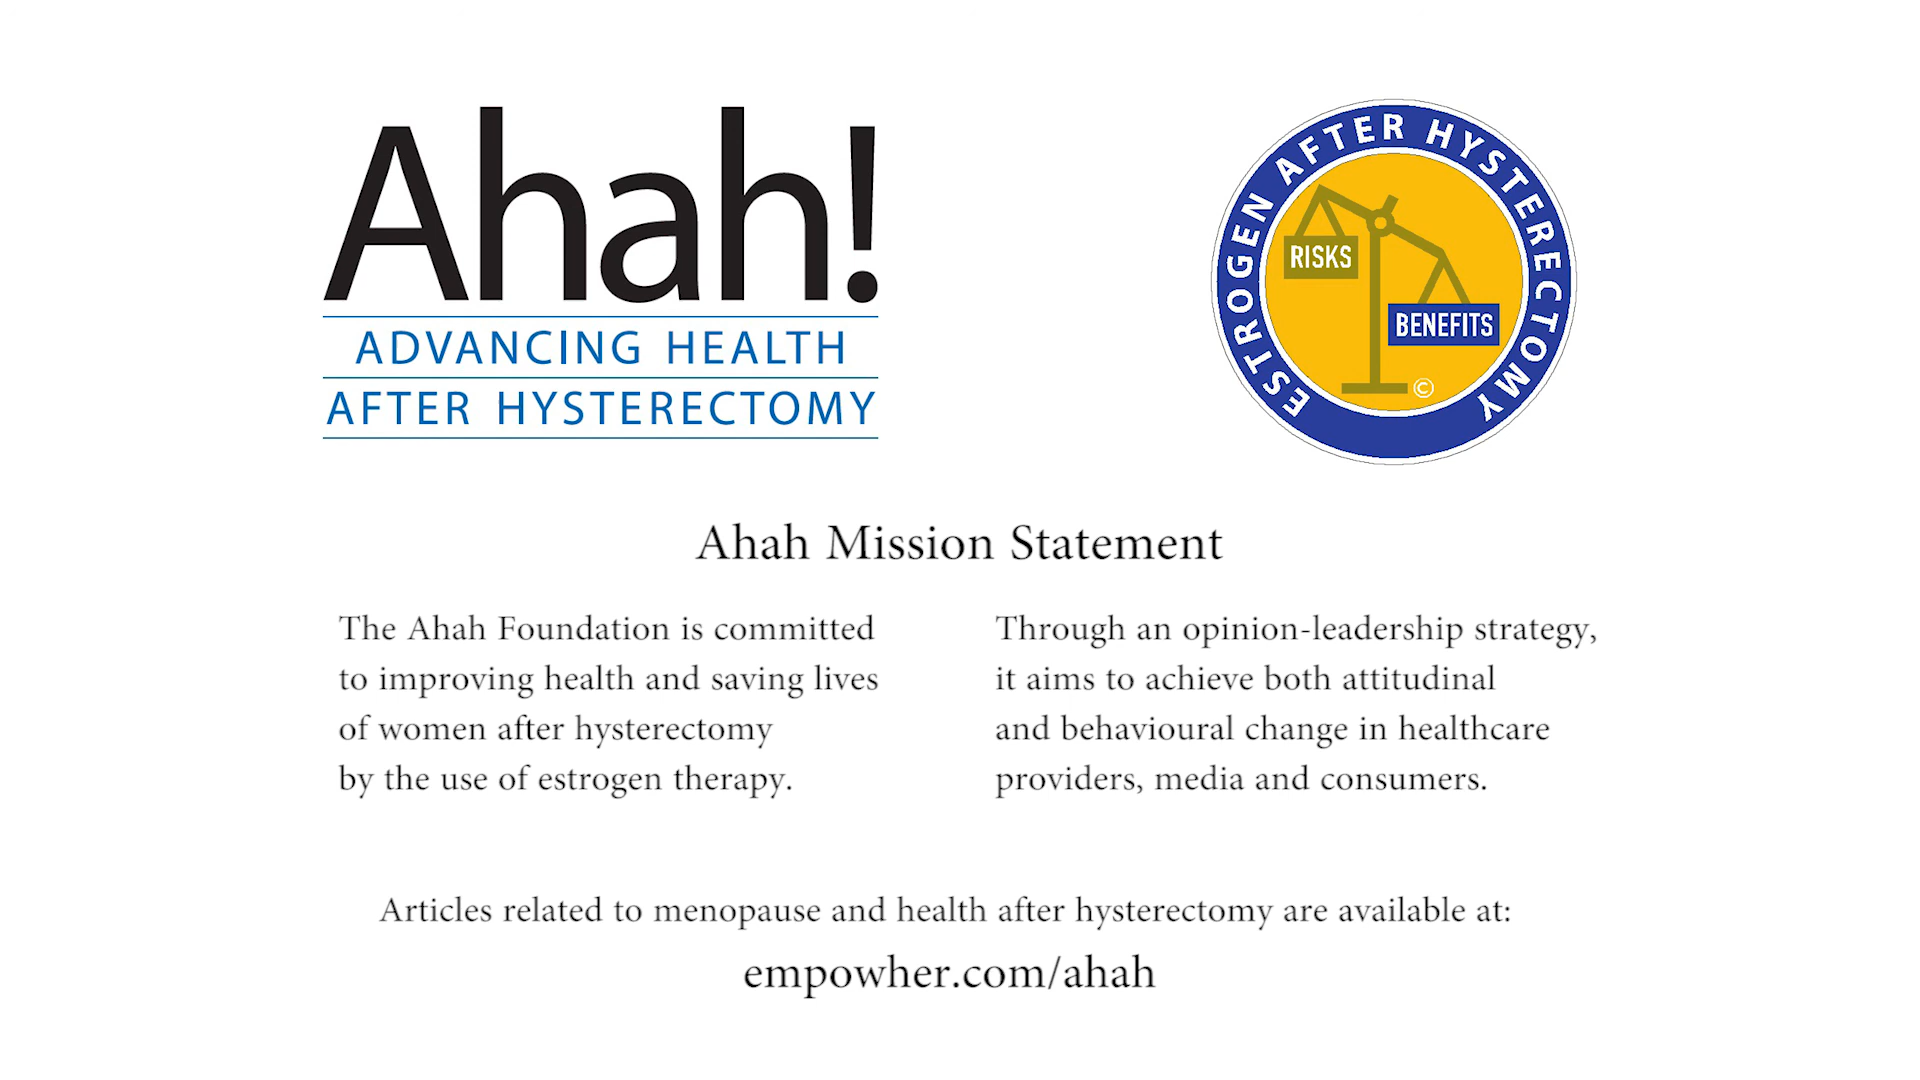 Ahah!
ADVANCING HEALTH
AFTER HYSTERECTOMY
ESTROGEN AFTER HYSTERECTOMY
RISKS
BENEFITS
©
Ahah Mission Statement
The Ahah Foundation is committed
to improving health and saving lives
of women after hysterectomy
by the use of estrogen therapy.
Through an opinion-leadership strategy,
it aims to achieve both attitudinal
and behavioural change in healthcare
providers, media and consumers.
Articles related to menopause and health after hysterectomy are available at:
empowher.com/ahah